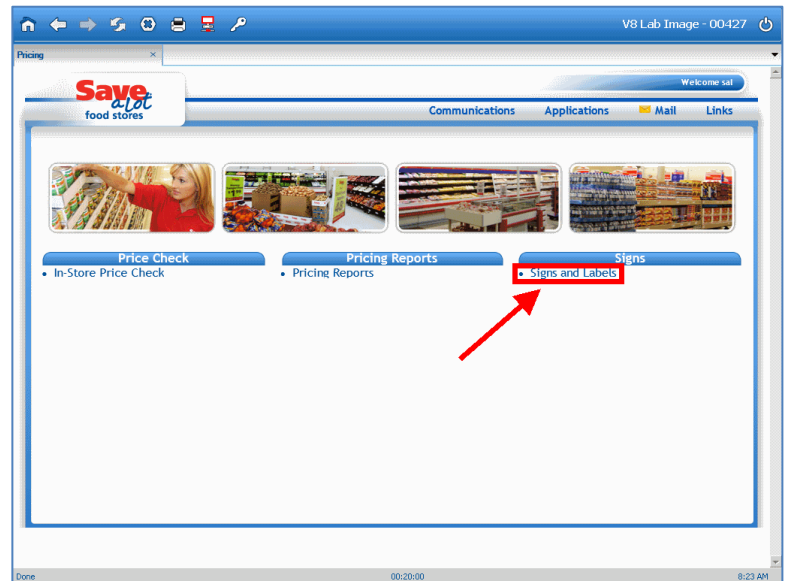 V8 Lab Image - 00427
Pricing
Welcome sal
Save
a lot
food stores
Communications Applications Mail Links
Price Check Pricing Reports Signs
• In-Store Price Check • Pricing Reports • Signs and Labels
Done 00:20:00 8:23 AM